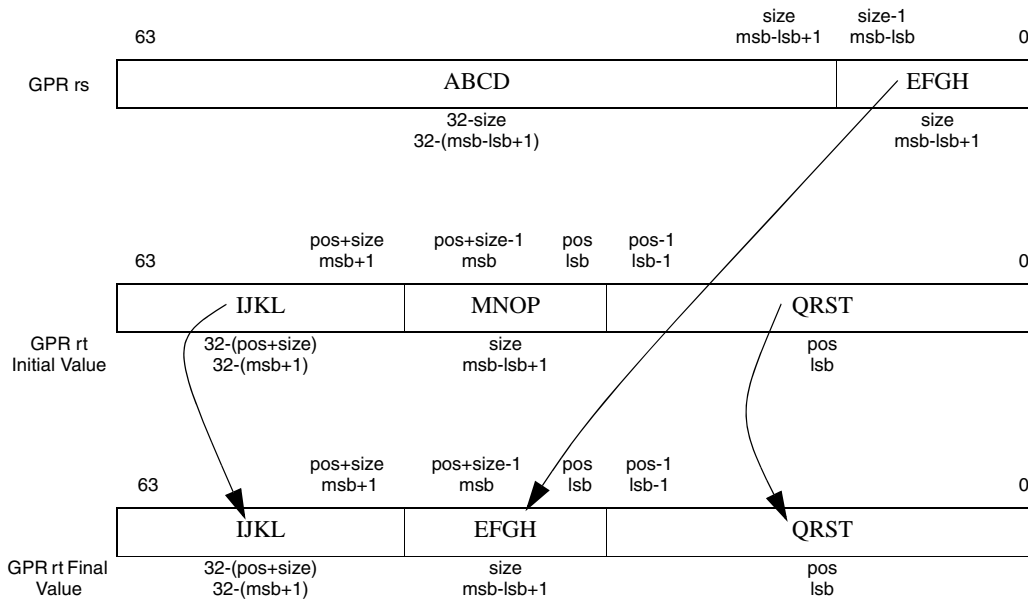 size size-1
63 msb-lsb+1 msb-lsb 0
GPR rs ABCD EFGH
32-size size
32-(msb-lsb+1) msb-lsb+1
pos+size pos+size-1 pos pos-1
63 msb+1 msb lsb lsb-1 0
IJKL MNOP QRST
GPR rt 32-(pos+size) size pos
Initial Value 32-(msb+1) msb-lsb+1 lsb
pos+size pos+size-1 pos pos-1
63 msb+1 msb lsb lsb-1 0
IJKL EFGH QRST
GPR rt Final 32-(pos+size) size pos
Value 32-(msb+1) msb-lsb+1 lsb